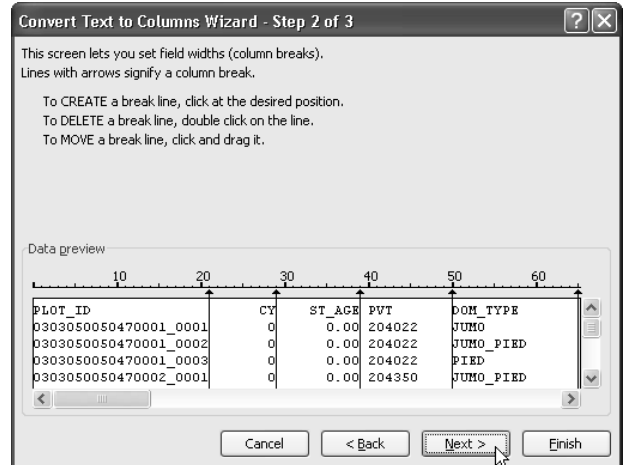 Convert Text to Columns Wizard - Step 2 of 3
This screen lets you set field widths (column breaks).
Lines with arrows signify a column break.
To CREATE a break line, click at the desired position.
To DELETE a break line, double click on the line.
To MOVE a break line, click and drag it.
Data preview
10 20 30 40 50 60
PLOT_ID CY ST_AGE PVT DOM_TYPE
0303050050470001_0001 0 0.00 204022 JUMO
0303050050470001_0002 0 0.00 204022 JUMO_PIED
0303050050470001_0003 0 0.00 204022 PIED
0303050050470002_0001 0 0.00 204350 JUMO_PIED
Cancel < Back Next > Finish